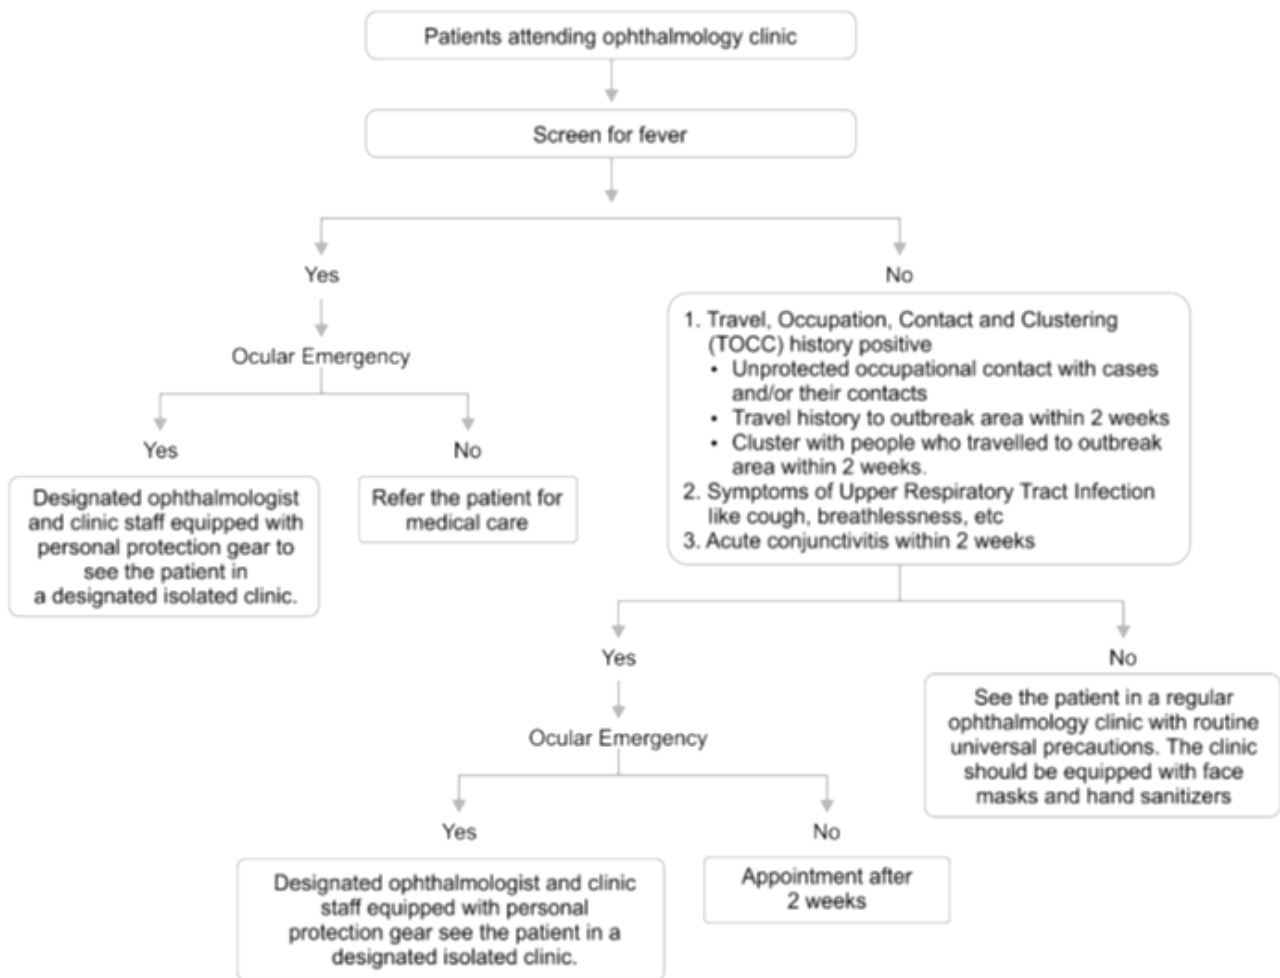 Patients attending ophthalmology clinic
Screen for fever
Yes
No
Ocular Emergency
Yes
No
Designated ophthalmologist
and clinic staff equipped with
personal protection gear to
see the patient in
a designated isolated clinic.
Refer the patient for
medical care
1. Travel, Occupation, Contact and Clustering
(TOCC) history positive
• Unprotected occupational contact with cases
and/or their contacts
• Travel history to outbreak area within 2 weeks
• Cluster with people who travelled to outbreak
area within 2 weeks.
2. Symptoms of Upper Respiratory Tract Infection
like cough, breathlessness, etc
3. Acute conjunctivitis within 2 weeks
Yes
No
Ocular Emergency
See the patient in a regular
ophthalmology clinic with routine
universal precautions. The clinic
should be equipped with face
masks and hand sanitizers
Yes
No
Designated ophthalmologist and clinic
staff equipped with personal
protection gear see the patient in a
designated isolated clinic.
Appointment after
2 weeks